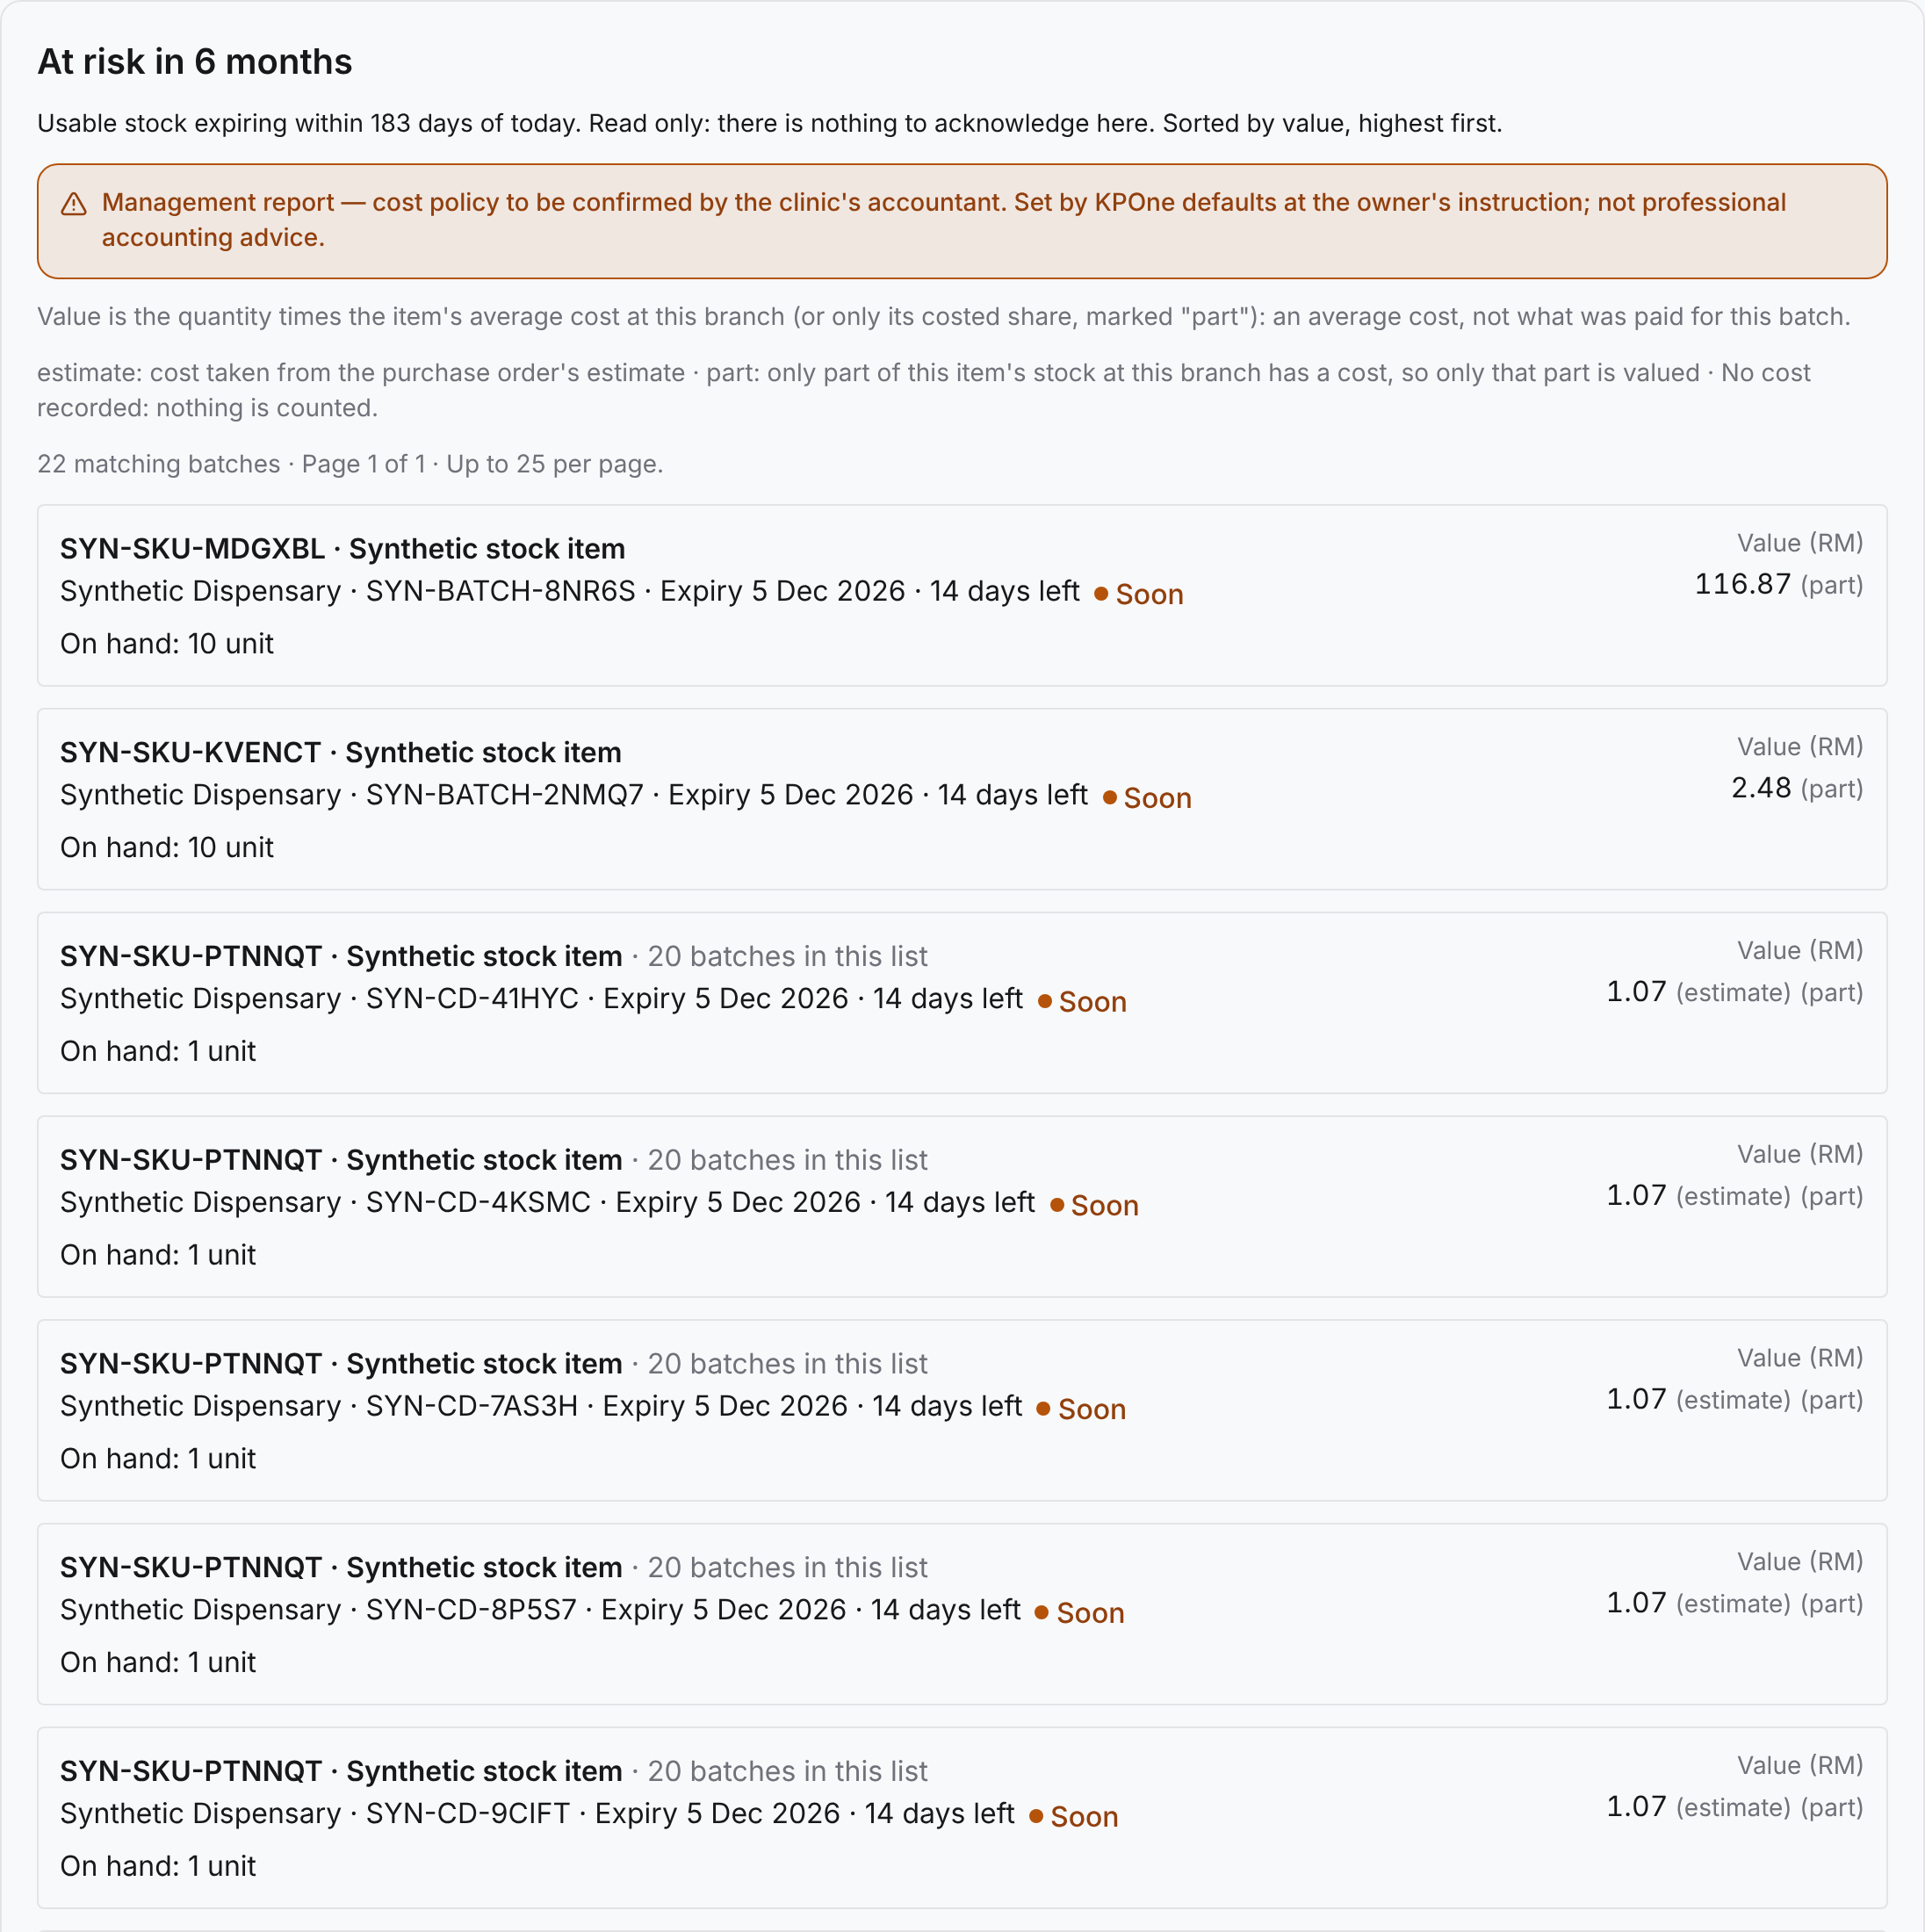 At risk in 6 months
Usable stock expiring within 183 days of today. Read only: there is nothing to acknowledge here. Sorted by value, highest first.
Management report — cost policy to be confirmed by the clinic's accountant. Set by KPOne defaults at the owner's instruction; not professional
accounting advice.
Value is the quantity times the item's average cost at this branch (or only its costed share, marked "part"): an average cost, not what was paid for this batch.
estimate: cost taken from the purchase order's estimate · part: only part of this item's stock at this branch has a cost, so only that part is valued · No cost
recorded: nothing is counted.
22 matching batches · Page 1 of 1 · Up to 25 per page.
SYN-SKU-MDGXBL · Synthetic stock item
Value (RM)
Synthetic Dispensary · SYN-BATCH-8NR6S · Expiry 5 Dec 2026 · 14 days left Soon
116.87 (part)
On hand: 10 unit
SYN-SKU-KVENCT · Synthetic stock item
Value (RM)
Synthetic Dispensary · SYN-BATCH-2NMQ7 · Expiry 5 Dec 2026 · 14 days left Soon
2.48 (part)
On hand: 10 unit
SYN-SKU-PTNNQT · Synthetic stock item · 20 batches in this list
Value (RM)
Synthetic Dispensary · SYN-CD-41HYC · Expiry 5 Dec 2026 · 14 days left Soon
1.07 (estimate) (part)
On hand: 1 unit
SYN-SKU-PTNNQT · Synthetic stock item · 20 batches in this list
Value (RM)
Synthetic Dispensary · SYN-CD-4KSMC · Expiry 5 Dec 2026 · 14 days left Soon
1.07 (estimate) (part)
On hand: 1 unit
SYN-SKU-PTNNQT · Synthetic stock item · 20 batches in this list
Value (RM)
Synthetic Dispensary · SYN-CD-7AS3H · Expiry 5 Dec 2026 · 14 days left Soon
1.07 (estimate) (part)
On hand: 1 unit
SYN-SKU-PTNNQT · Synthetic stock item · 20 batches in this list
Value (RM)
Synthetic Dispensary · SYN-CD-8P5S7 · Expiry 5 Dec 2026 · 14 days left Soon
1.07 (estimate) (part)
On hand: 1 unit
SYN-SKU-PTNNQT · Synthetic stock item · 20 batches in this list
Value (RM)
Synthetic Dispensary · SYN-CD-9CIFT · Expiry 5 Dec 2026 · 14 days left Soon
1.07 (estimate) (part)
On hand: 1 unit